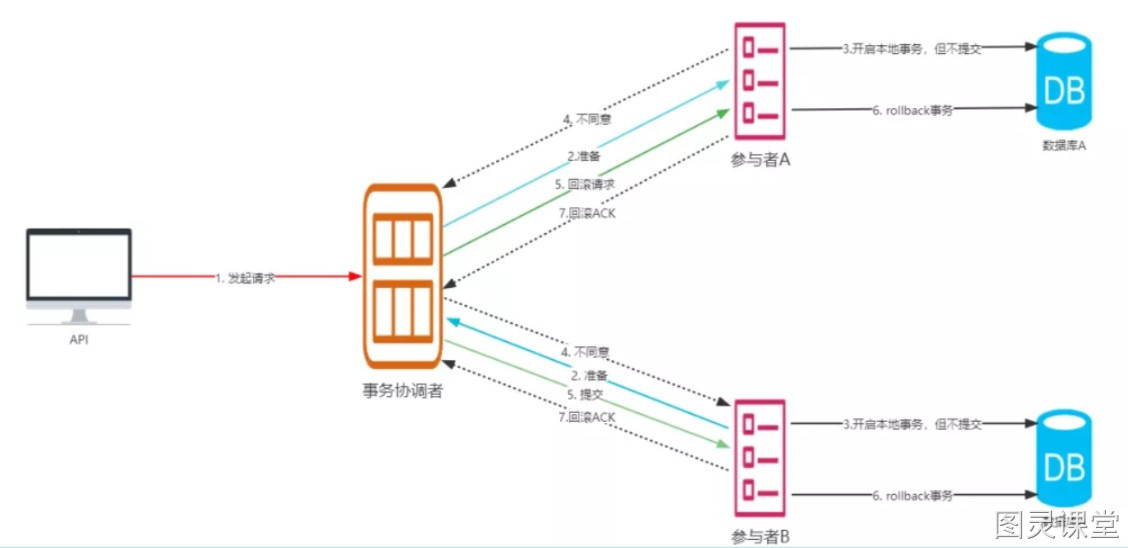 3.开启本地事务，但不提交
DB
4. 不同意
6. rollback事务
数据库A
2.准备
参与者A
5. 回滚请求
7.回滚ACK
1. 发起请求
API
4. 不同意
2. 准备
事务协调者
5. 提交
7.回滚ACK
3.开启本地事务，但不提交
DB
6. rollback事务
参与者B
图灵课堂